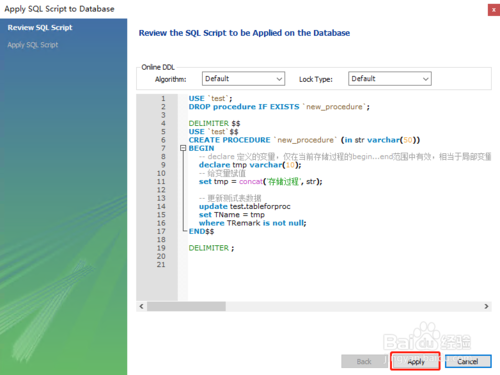 Apply SQL Script to Database
Review SQL Script
Apply SQL Script
Review the SQL Script to be Applied on the Database
Online DDL
Algorithm: Default Lock Type: Default
1 USE `test`;
2 DROP procedure IF EXISTS `new_procedure`;
3
4 DELIMITER $$
5 USE `test`$$
6 CREATE PROCEDURE `new_procedure` (in str varchar(50))
7 BEGIN
8 -- declare 定义的变量，仅在当前存储过程的begin...end范围中有效，相当于局部变量
9 declare tmp varchar(10);
10 -- 给变量赋值
11 set tmp = concat('存储过程', str);
12
13 -- 更新测试表数据
14 update test.tableforproc
15 set TName = tmp
16 where TRemark is not null;
17 END$$
18
19 DELIMITER ;
20
21
Baidu 经验
Back Apply Cancel